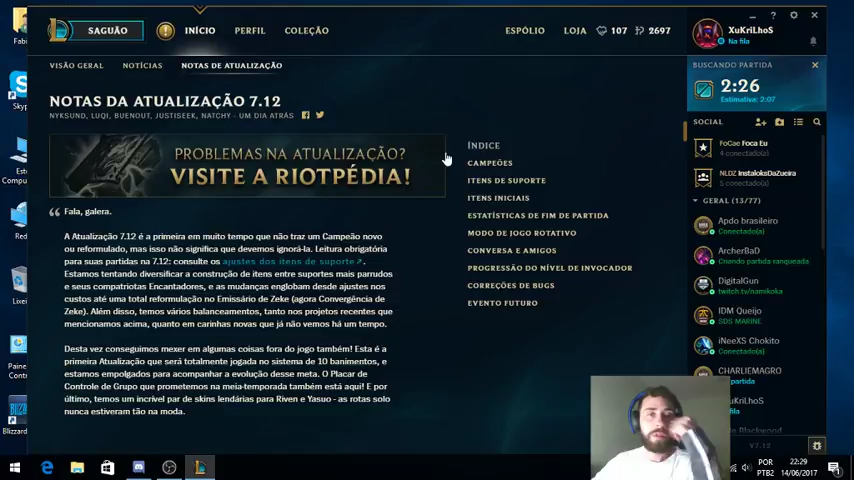 Fabi
SAGUÃO
INÍCIO
PERFIL
COLEÇÃO
ESPÓLIO
LOJA
107
2697
XuKriLhoS
Na fila
VISÃO GERAL
NOTÍCIAS
NOTAS DE ATUALIZAÇÃO
BUSCANDO PARTIDA
2:26
Estimativa: 2:07
NOTAS DA ATUALIZAÇÃO 7.12
NYKSUND, LUQI, BUENOUT, JUSTISEEK, NATCHY - UM DIA ATRÁS
PROBLEMAS NA ATUALIZAÇÃO?
VISITE A RIOTPÉDIA!
Fala, galera.
A Atualização 7.12 é a primeira em muito tempo que não traz um Campeão novo
ou reformulado, mas isso não significa que devemos ignorá-la. Leitura obrigatória
para suas partidas na 7.12: consulte os ajustes dos itens de suporte.
Estamos tentando diversificar a construção de itens entre suportes mais parrudos
e seus compatriotas Encantadores, e as mudanças englobam desde ajustes nos
custos até uma total reformulação no Emissário de Zeke (agora Convergência de
Zeke). Além disso, temos vários balanceamentos, tanto nos projetos recentes que
mencionamos acima, quanto em carinhas novas que já não vemos há um tempo.
Desta vez conseguimos mexer em algumas coisas fora do jogo também! Esta é a
primeira Atualização que será totalmente jogada no sistema de 10 banimentos, e
estamos empolgados para acompanhar a evolução desse meta. O Placar de
Controle de Grupo que prometemos na meia-temporada também está aqui! E por
último, temos um incrível par de skins lendárias para Riven e Yasuo - as rotas solo
nunca estiveram tão na moda.
ÍNDICE
CAMPEÕES
ITENS DE SUPORTE
ITENS INICIAIS
ESTATÍSTICAS DE FIM DE PARTIDA
MODO DE JOGO ROTATIVO
CONVERSA E AMIGOS
PROGRESSÃO DO NÍVEL DE INVOCADOR
CORREÇÕES DE BUGS
EVENTO FUTURO
SOCIAL
FoCae Foca Eu
4 conectado(s)
NLDZ InstaloksDaZueira
5 conectado(s)
GERAL (13/77)
Apdo brasileiro
Conectado(a)
ArcherBaD
Criando partida ranqueada
DigitalGun
twitch.tv/namikoka
IDM Queijo
SDS MARINE
iNeeXS Chokito
Conectado(a)
CHARLIEMAGRO
partida
fila
V7.12
Skyp
Este
Compu
Lixei
Paine
Contro
Blizzard
POR
PTB2
22:29
14/06/2017